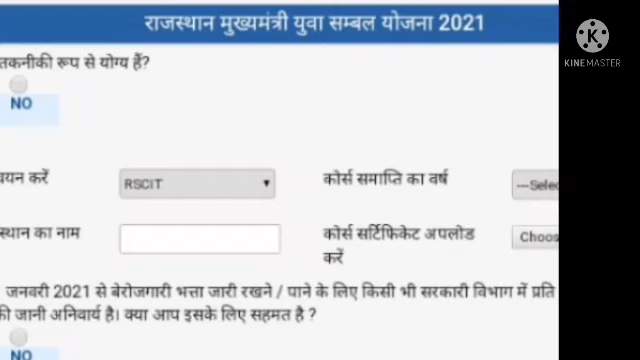 राजस्थान मुख्यमंत्री युवा सम्बल योजना 2021
KINEMASTER
तकनीकी रूप से योग्य हैं?
NO
चयन करें
RSCIT
कोर्स समाप्ति का वर्ष
---Selec
स्थान का नाम
कोर्स सर्टिफिकेट अपलोड
करें
Choos
जनवरी 2021 से बेरोजगारी भत्ता जारी रखने / पाने के लिए किसी भी सरकारी विभाग में प्रति
की जानी अनिवार्य है। क्या आप इसके लिए सहमत है ?
NO